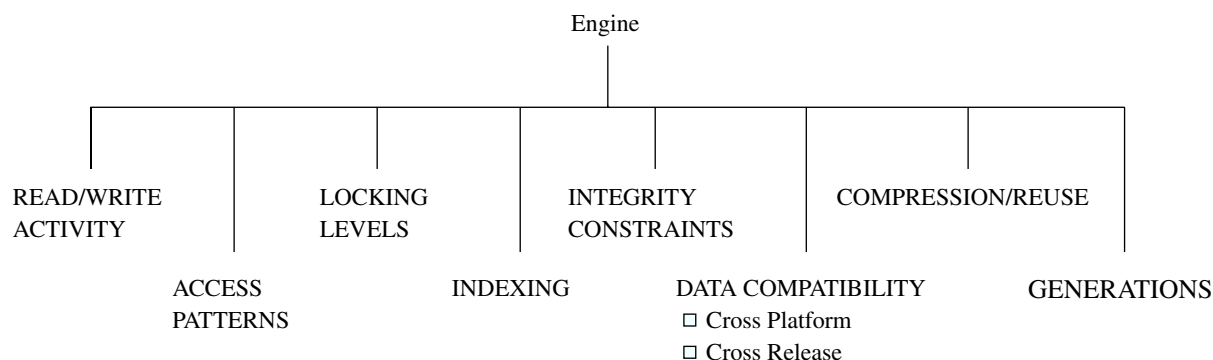 Engine
READ/WRITE
ACTIVITY
LOCKING
LEVELS
INTEGRITY
CONSTRAINTS
COMPRESSION/REUSE
ACCESS
PATTERNS
INDEXING
DATA COMPATIBILITY
Cross Platform
Cross Release
GENERATIONS